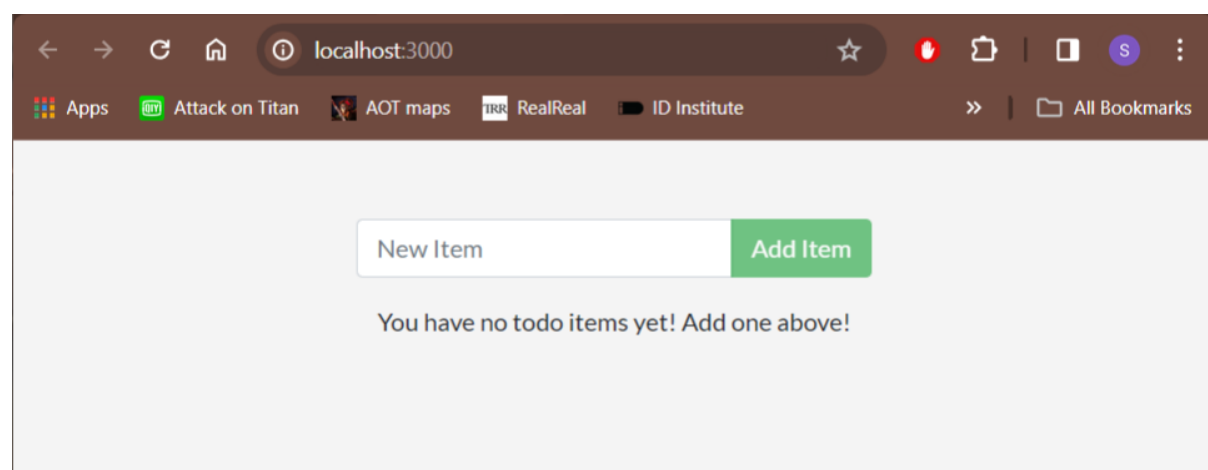 localhost:3000
S
Apps QIY Attack on Titan AOT maps TRR RealReal ID Institute » All Bookmarks
New Item Add Item
You have no todo items yet! Add one above!